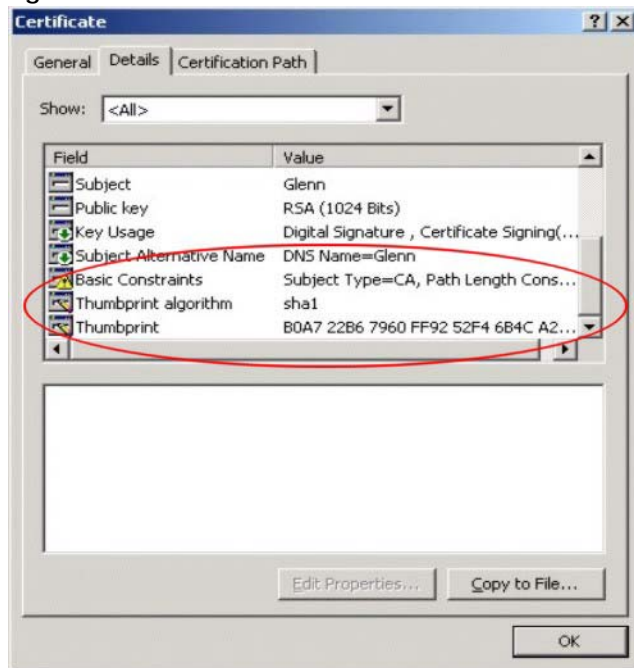 Certificate
General Details Certification Path
Show: <All>
Field Value
Subject Glenn
Public key RSA (1024 Bits)
Key Usage Digital Signature , Certificate Signing(...
Subject Alternative Name DNS Name=Glenn
Basic Constraints Subject Type=CA, Path Length Cons...
Thumbprint algorithm sha1
Thumbprint B0A7 22B6 7960 FF92 52F4 6B4C A2...
Edit Properties... Copy to File...
OK